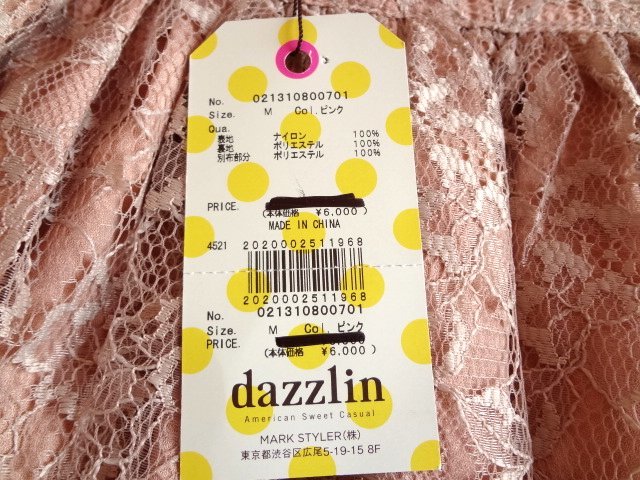 No. 021310800701
Size. M Col.ピンク
Qua.
表地 ナイロン 100%
裏地 ポリエステル 100%
別布部分 ポリエステル 100%
PRICE.
(本体価格 ¥6.000 )
MADE IN CHINA
4521 2020002511968
2020002511968
No. 021310800701
Size. M Col. ピンク
PRICE.
(本体価格 ¥6.000 )
dazzlin
American Sweet Casual
MARK STYLER(株)
東京都渋谷区広尾5-19-15 8F